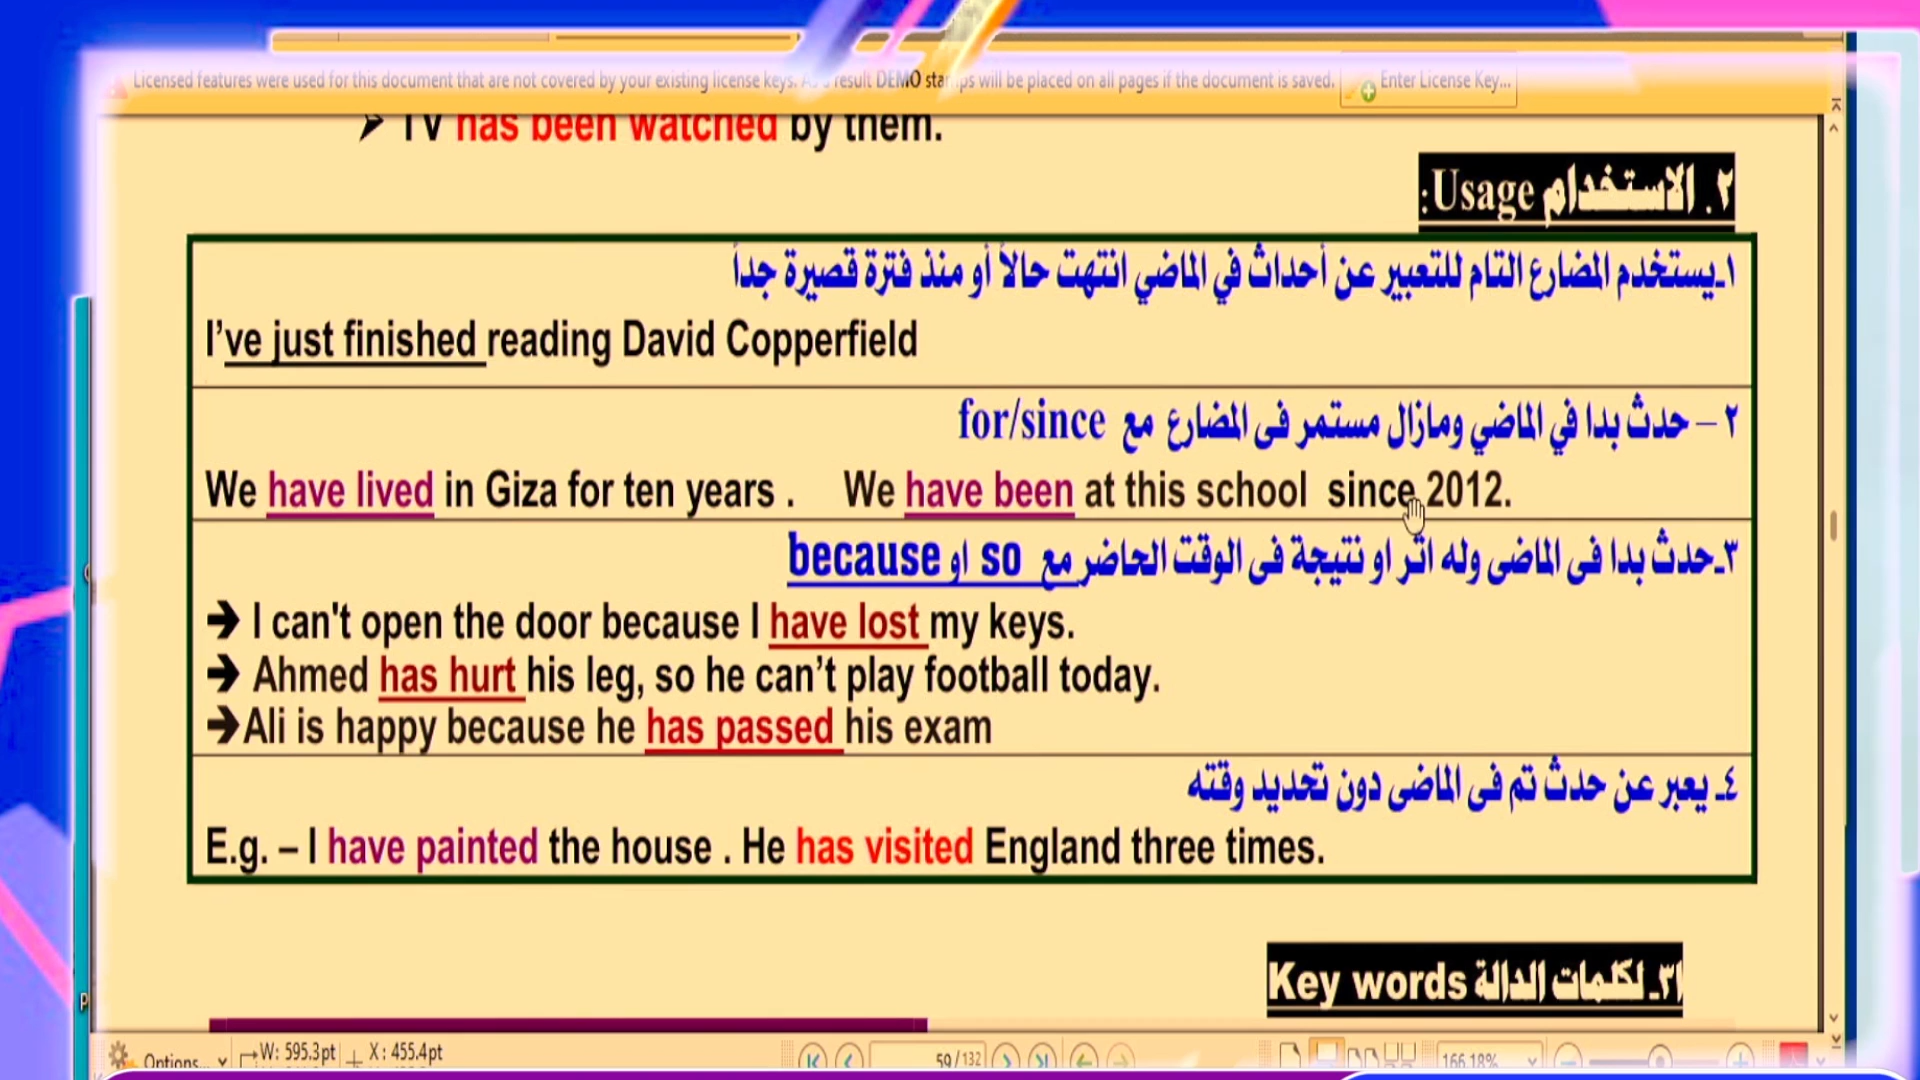 Licensed features were used for this document that are not covered by your existing license keys. As a result DEMO stamps will be placed on all pages if the document is saved. Enter License Key...
➢ TV has been watched by them.
٢. الاستخدام Usage:
١ـ يستخدم المضارع التام للتعبير عن أحداث في الماضي انتهت حالاً أو منذ فترة قصيرة جداً
I’ve just finished reading David Copperfield
٢ – حدث بدا في الماضي ومازال مستمر فى المضارع مع for/since
We have lived in Giza for ten years . We have been at this school since 2012.
٣ـ حدث بدا فى الماضى وله اثر او نتيجة فى الوقت الحاضر مع so او because
➔ I can't open the door because I have lost my keys.
➔ Ahmed has hurt his leg, so he can’t play football today.
➔Ali is happy because he has passed his exam
٤ـ يعبر عن حدث تم فى الماضى دون تحديد وقته
E.g. – I have painted the house . He has visited England three times.
ا٣ـ لكلمات الدالة Key words
Options... W: 595.3pt X: 455.4pt 59/132 166.18%